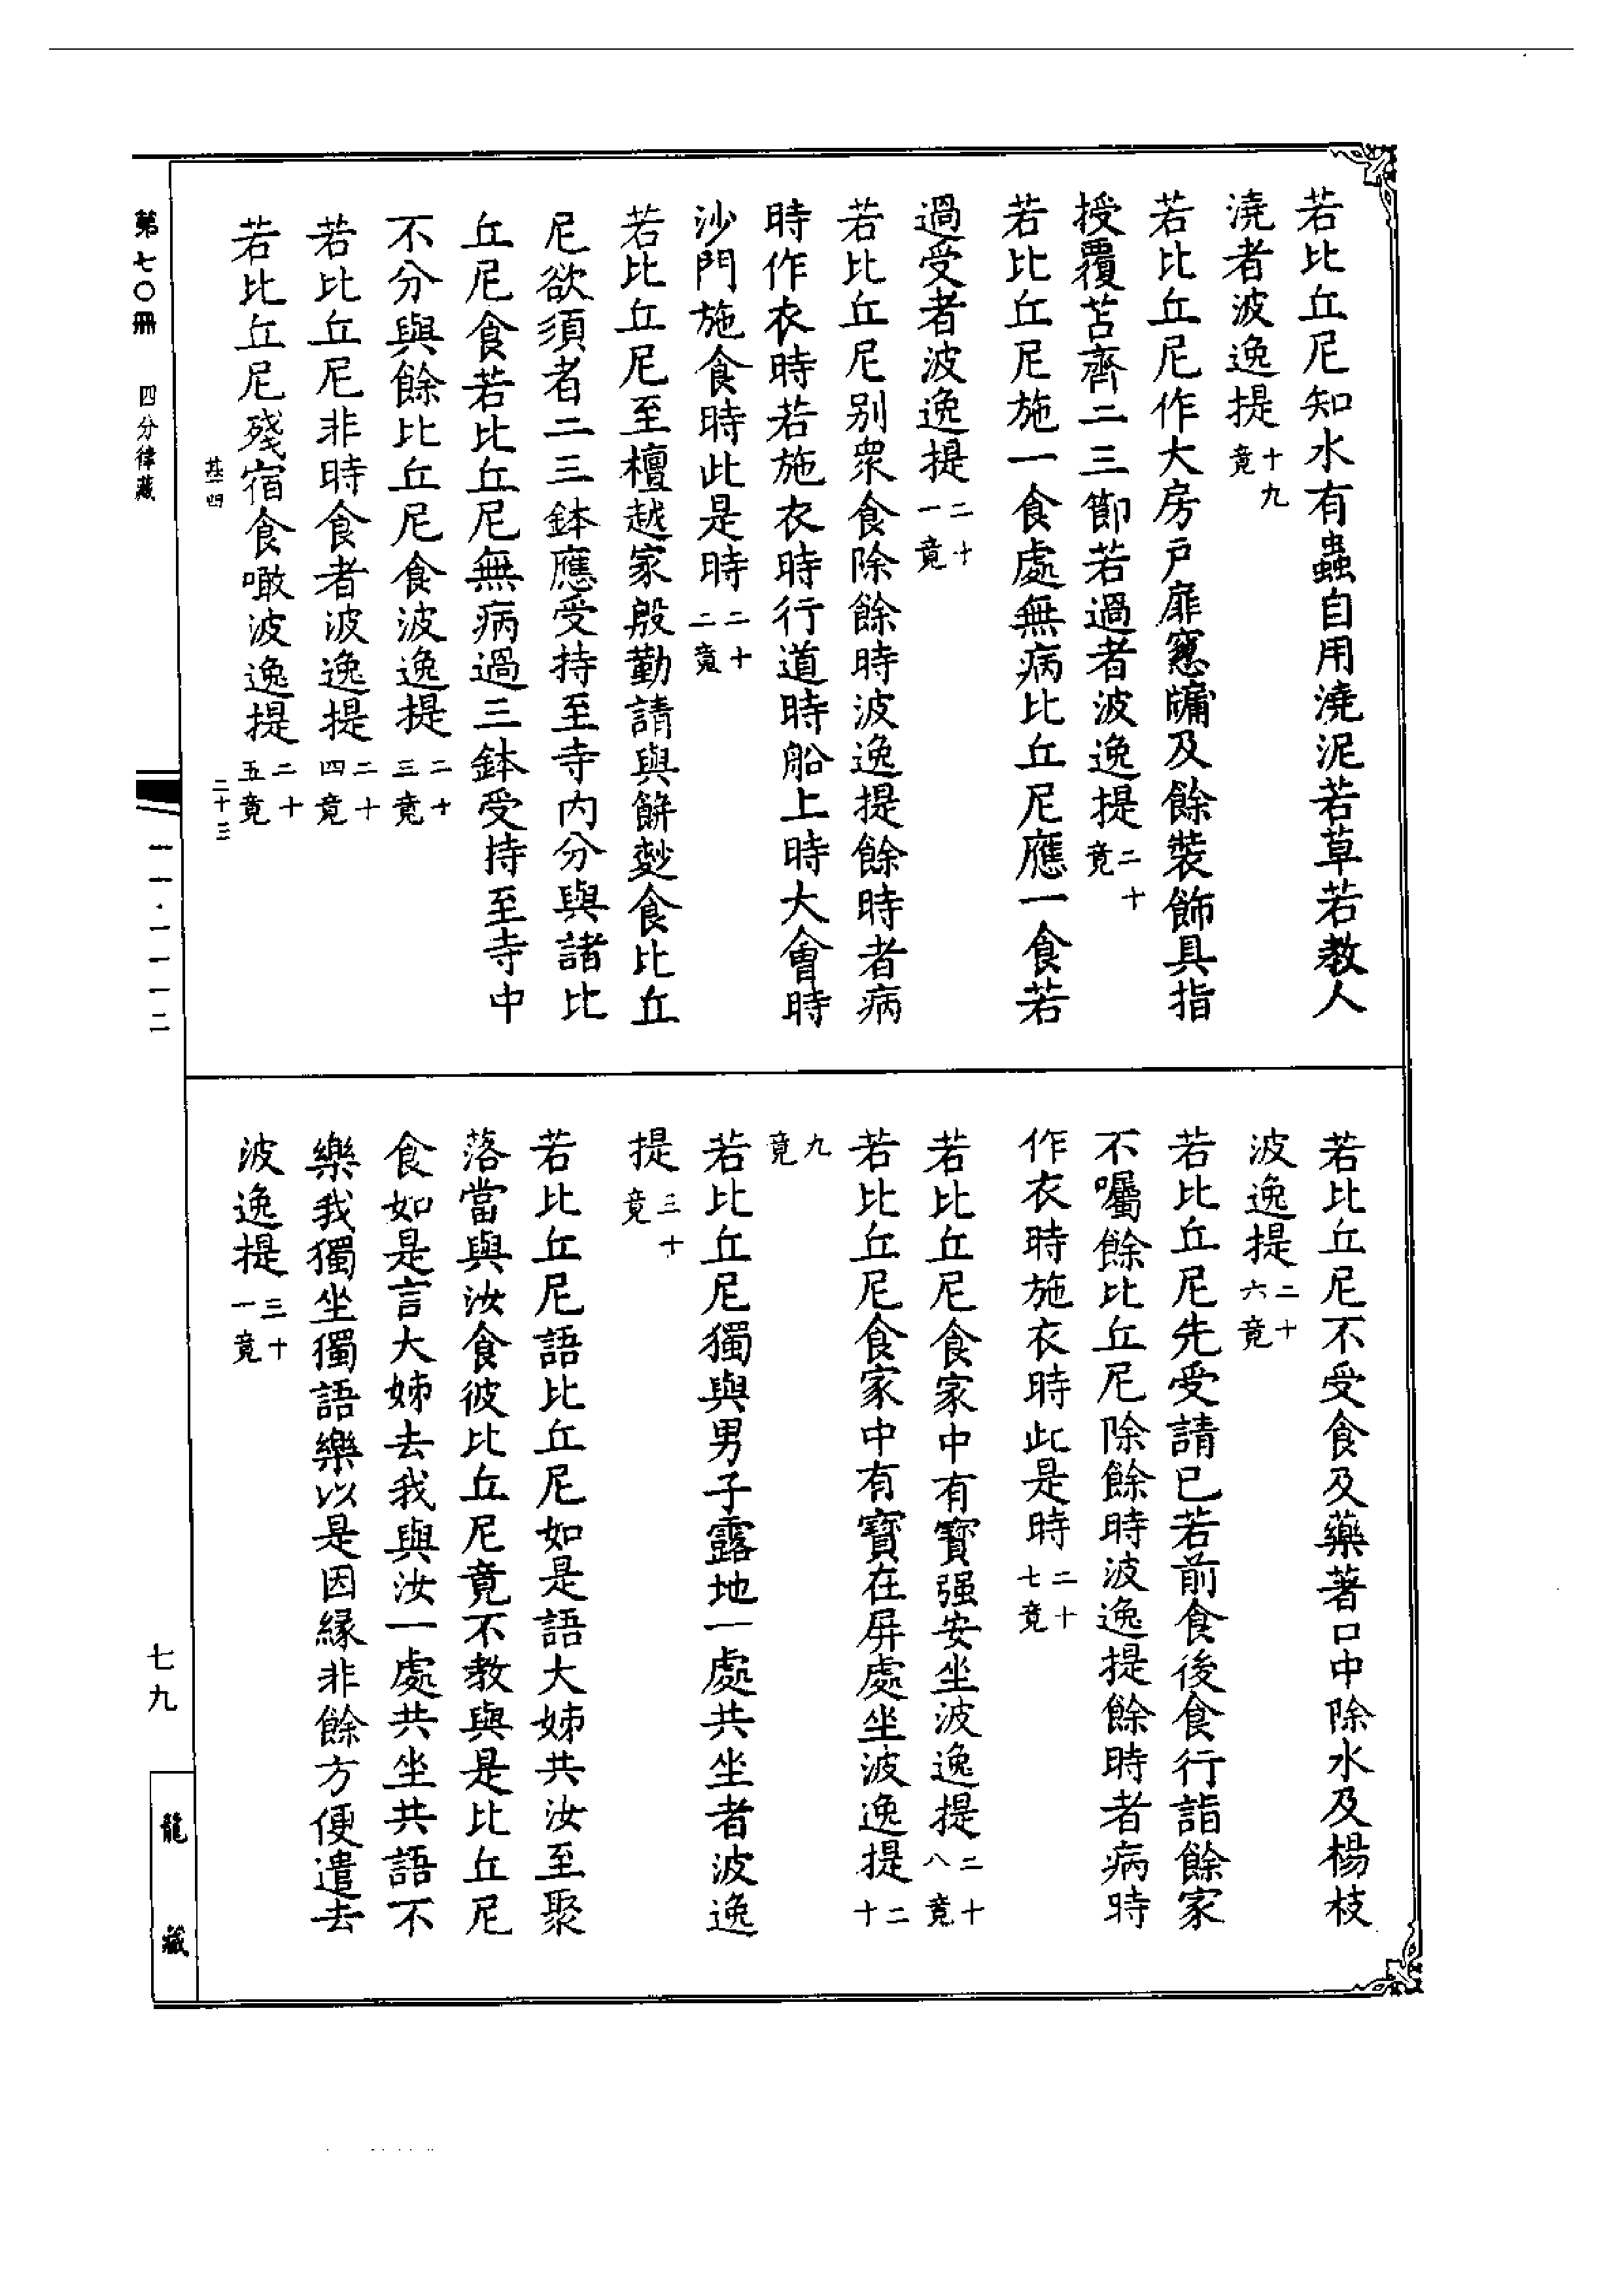 若比丘尼知水有蟲自用澆泥若草若教人
澆者波逸提十九竟
若比丘尼作大房户扉窓牖及餘裝飾具指
授覆苫齊二三節若過者波逸提二十竟
若比丘尼施一食處無病比丘尼應一食若
過受者波逸提二十一竟
若比丘尼别衆食除餘時波逸提餘時者病
時作衣時若施衣時行道時船上時大會時
沙門施食時此是時二十二竟
若比丘尼至檀越家殷勤請與餅麨食比丘
尼欲須者二三鉢應受持至寺内分與諸比
丘尼食若比丘尼無病過三鉢受持至寺中
不分與餘比丘尼食波逸提二十三竟
若比丘尼非時食者波逸提二十四竟
若比丘尼殘宿食噉波逸提二十五竟
基四
二十三
若比丘尼不受食及藥著口中除水及楊枝
波逸提二十六竟
若比丘尼先受請已若前食後食行詣餘家
不囑餘比丘尼除餘時波逸提餘時者病時
作衣時施衣時此是時二十七竟
若比丘尼食家中有寶强安坐波逸提二十八竟
若比丘尼食家中有寶在屏處坐波逸提二十
九竟
若比丘尼獨與男子露地一處共坐者波逸
提三十竟
若比丘尼語比丘尼如是語大姊共汝至聚
落當與汝食彼比丘尼竟不教與是比丘尼
食如是言大姊去我與汝一處共坐共語不
樂我獨坐獨語樂以是因緣非餘方便遣去
波逸提三十一竟
第七〇冊
四分律藏
一一·一一一二
七九
龍藏